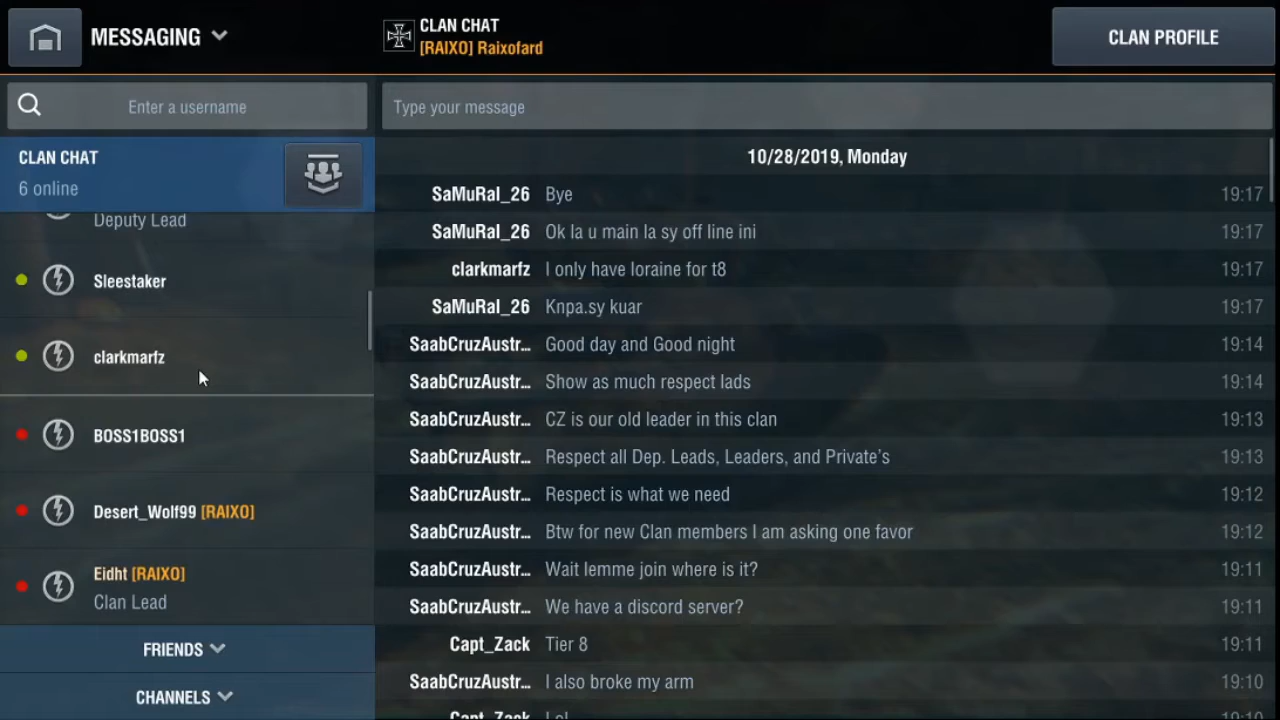 MESSAGING
CLAN CHAT
[RAIXO] Raixofard
CLAN PROFILE
Enter a username
Type your message
CLAN CHAT
6 online
Deputy Lead
Sleestaker
clarkmarfz
BOSS1BOSS1
Desert_Wolf99 [RAIXO]
Eidht [RAIXO]
Clan Lead
FRIENDS
CHANNELS
10/28/2019, Monday
SaMuRal_26 Bye 19:17
SaMuRal_26 Ok la u main la sy off line ini 19:17
clarkmarfz I only have loraine for t8 19:17
SaMuRal_26 Knpa.sy kuar 19:17
SaabCruzAustr... Good day and Good night 19:14
SaabCruzAustr... Show as much respect lads 19:14
SaabCruzAustr... CZ is our old leader in this clan 19:13
SaabCruzAustr... Respect all Dep. Leads, Leaders, and Private's 19:13
SaabCruzAustr... Respect is what we need 19:12
SaabCruzAustr... Btw for new Clan members I am asking one favor 19:12
SaabCruzAustr... Wait lemme join where is it? 19:11
SaabCruzAustr... We have a discord server? 19:11
Capt_Zack Tier 8 19:11
SaabCruzAustr... I also broke my arm 19:10
Capt_Zack Lol 19:10